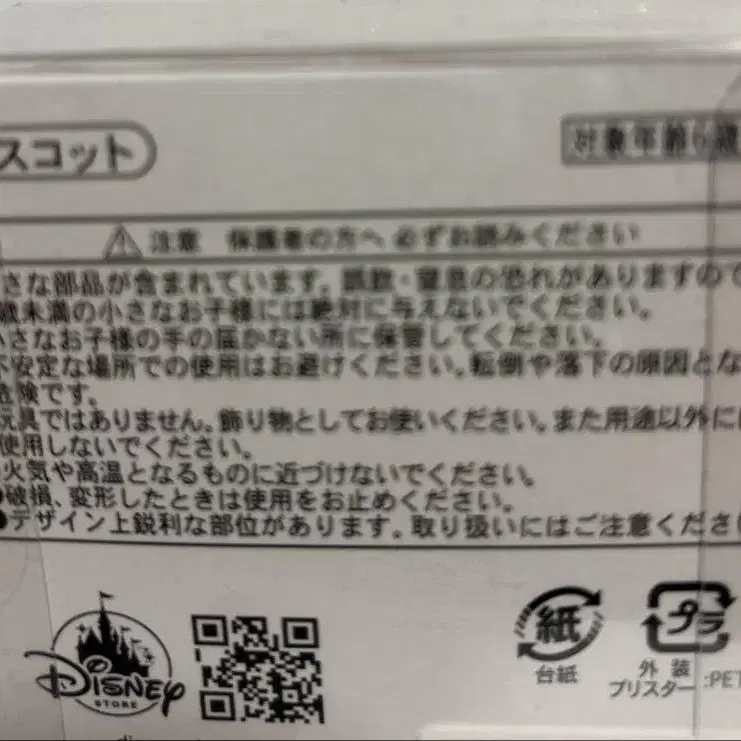 スコット
対象年齢6歳
注意 保護者の方へ 必ずお読みください
さな部品が含まれています。誤飲・窒息の恐れがありますので
歳未満の小さなお子様には絶対に与えないでください。
小さなお子様の手の届かない所に保管してください。
不安定な場所での使用はお避けください。転倒や落下の原因とな
危険です。
玩具ではありません。飾り物としてお使いください。また用途以外に
使用しないでください。
火気や高温となるものに近づけないでください。
●破損、変形したときは使用をお止めください。
●デザイン上鋭利な部位があります。取り扱いにはご注意くださ
Disney
STORE
紙
台紙
プラ
外装
ブリスター:PET